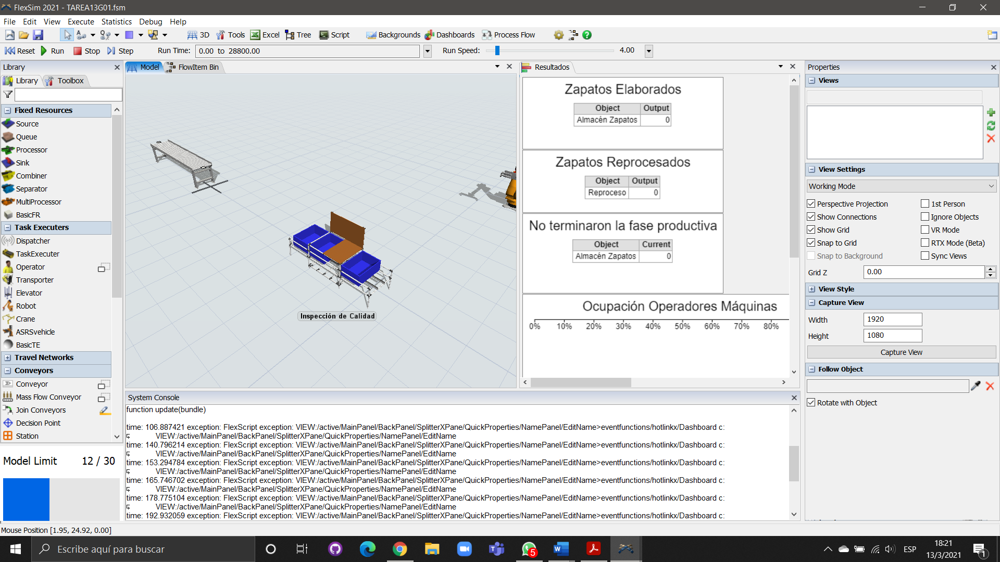 FlexSim 2021 - TAREA13G01.fsm
File Edit View Execute Statistics Debug Help
3D Tools Excel Tree Script Backgrounds Dashboards Process Flow
Reset Run Stop Step Run Time: 0.00 to 28800.00 Run Speed: 4.00
Library
Library Toolbox
Fixed Resources
Source
Queue
Processor
Sink
Combiner
Separator
MultiProcessor
BasicFR
Task Executers
Dispatcher
TaskExecuter
Operator
Transporter
Elevator
Robot
Crane
ASRSvehicle
BasicTE
Travel Networks
Conveyors
Conveyor
Mass Flow Conveyor
Join Conveyors
Decision Point
Station
Model Limit 12 / 30
Model FlowItem Bin
Inspección de Calidad
Resultados
Zapatos Elaborados
Object Output
Almacén Zapatos 0
Zapatos Reprocesados
Object Output
Reproceso 0
No terminaron la fase productiva
Object Current
Almacén Zapatos 0
Ocupación Operadores Máquinas
0% 10% 20% 30% 40% 50% 60% 70% 80%
System Console
function update(bundle)
time: 106.887421 exception: FlexScript exception: VIEW:/active/MainPanel/BackPanel/SplitterXPane/QuickProperties/NamePanel/EditName>eventfunctions/hotlinkx/Dashboard c:
VIEW:/active/MainPanel/BackPanel/SplitterXPane/QuickProperties/NamePanel/EditName
time: 140.796214 exception: FlexScript exception: VIEW:/active/MainPanel/BackPanel/SplitterXPane/QuickProperties/NamePanel/EditName>eventfunctions/hotlinkx/Dashboard c:
VIEW:/active/MainPanel/BackPanel/SplitterXPane/QuickProperties/NamePanel/EditName
time: 153.294784 exception: FlexScript exception: VIEW:/active/MainPanel/BackPanel/SplitterXPane/QuickProperties/NamePanel/EditName>eventfunctions/hotlinkx/Dashboard c:
VIEW:/active/MainPanel/BackPanel/SplitterXPane/QuickProperties/NamePanel/EditName
time: 165.746702 exception: FlexScript exception: VIEW:/active/MainPanel/BackPanel/SplitterXPane/QuickProperties/NamePanel/EditName>eventfunctions/hotlinkx/Dashboard c:
VIEW:/active/MainPanel/BackPanel/SplitterXPane/QuickProperties/NamePanel/EditName
time: 178.775104 exception: FlexScript exception: VIEW:/active/MainPanel/BackPanel/SplitterXPane/QuickProperties/NamePanel/EditName>eventfunctions/hotlinkx/Dashboard c:
VIEW:/active/MainPanel/BackPanel/SplitterXPane/QuickProperties/NamePanel/EditName
time: 192.932059 exception: FlexScript exception: VIEW:/active/MainPanel/BackPanel/SplitterXPane/QuickProperties/NamePanel/EditName>eventfunctions/hotlinkx/Dashboard c:
Properties
Views
View Settings
Working Mode
Perspective Projection 1st Person
Show Connections Ignore Objects
Show Grid VR Mode
Snap to Grid RTX Mode (Beta)
Snap to Background Sync Views
Grid Z 0.00
View Style
Capture View
Width 1920
Height 1080
Capture View
Follow Object
Rotate with Object
Mouse Position [1.95, 24.92, 0.00]
Escribe aquí para buscar
5
ESP
18:21
13/3/2021
1